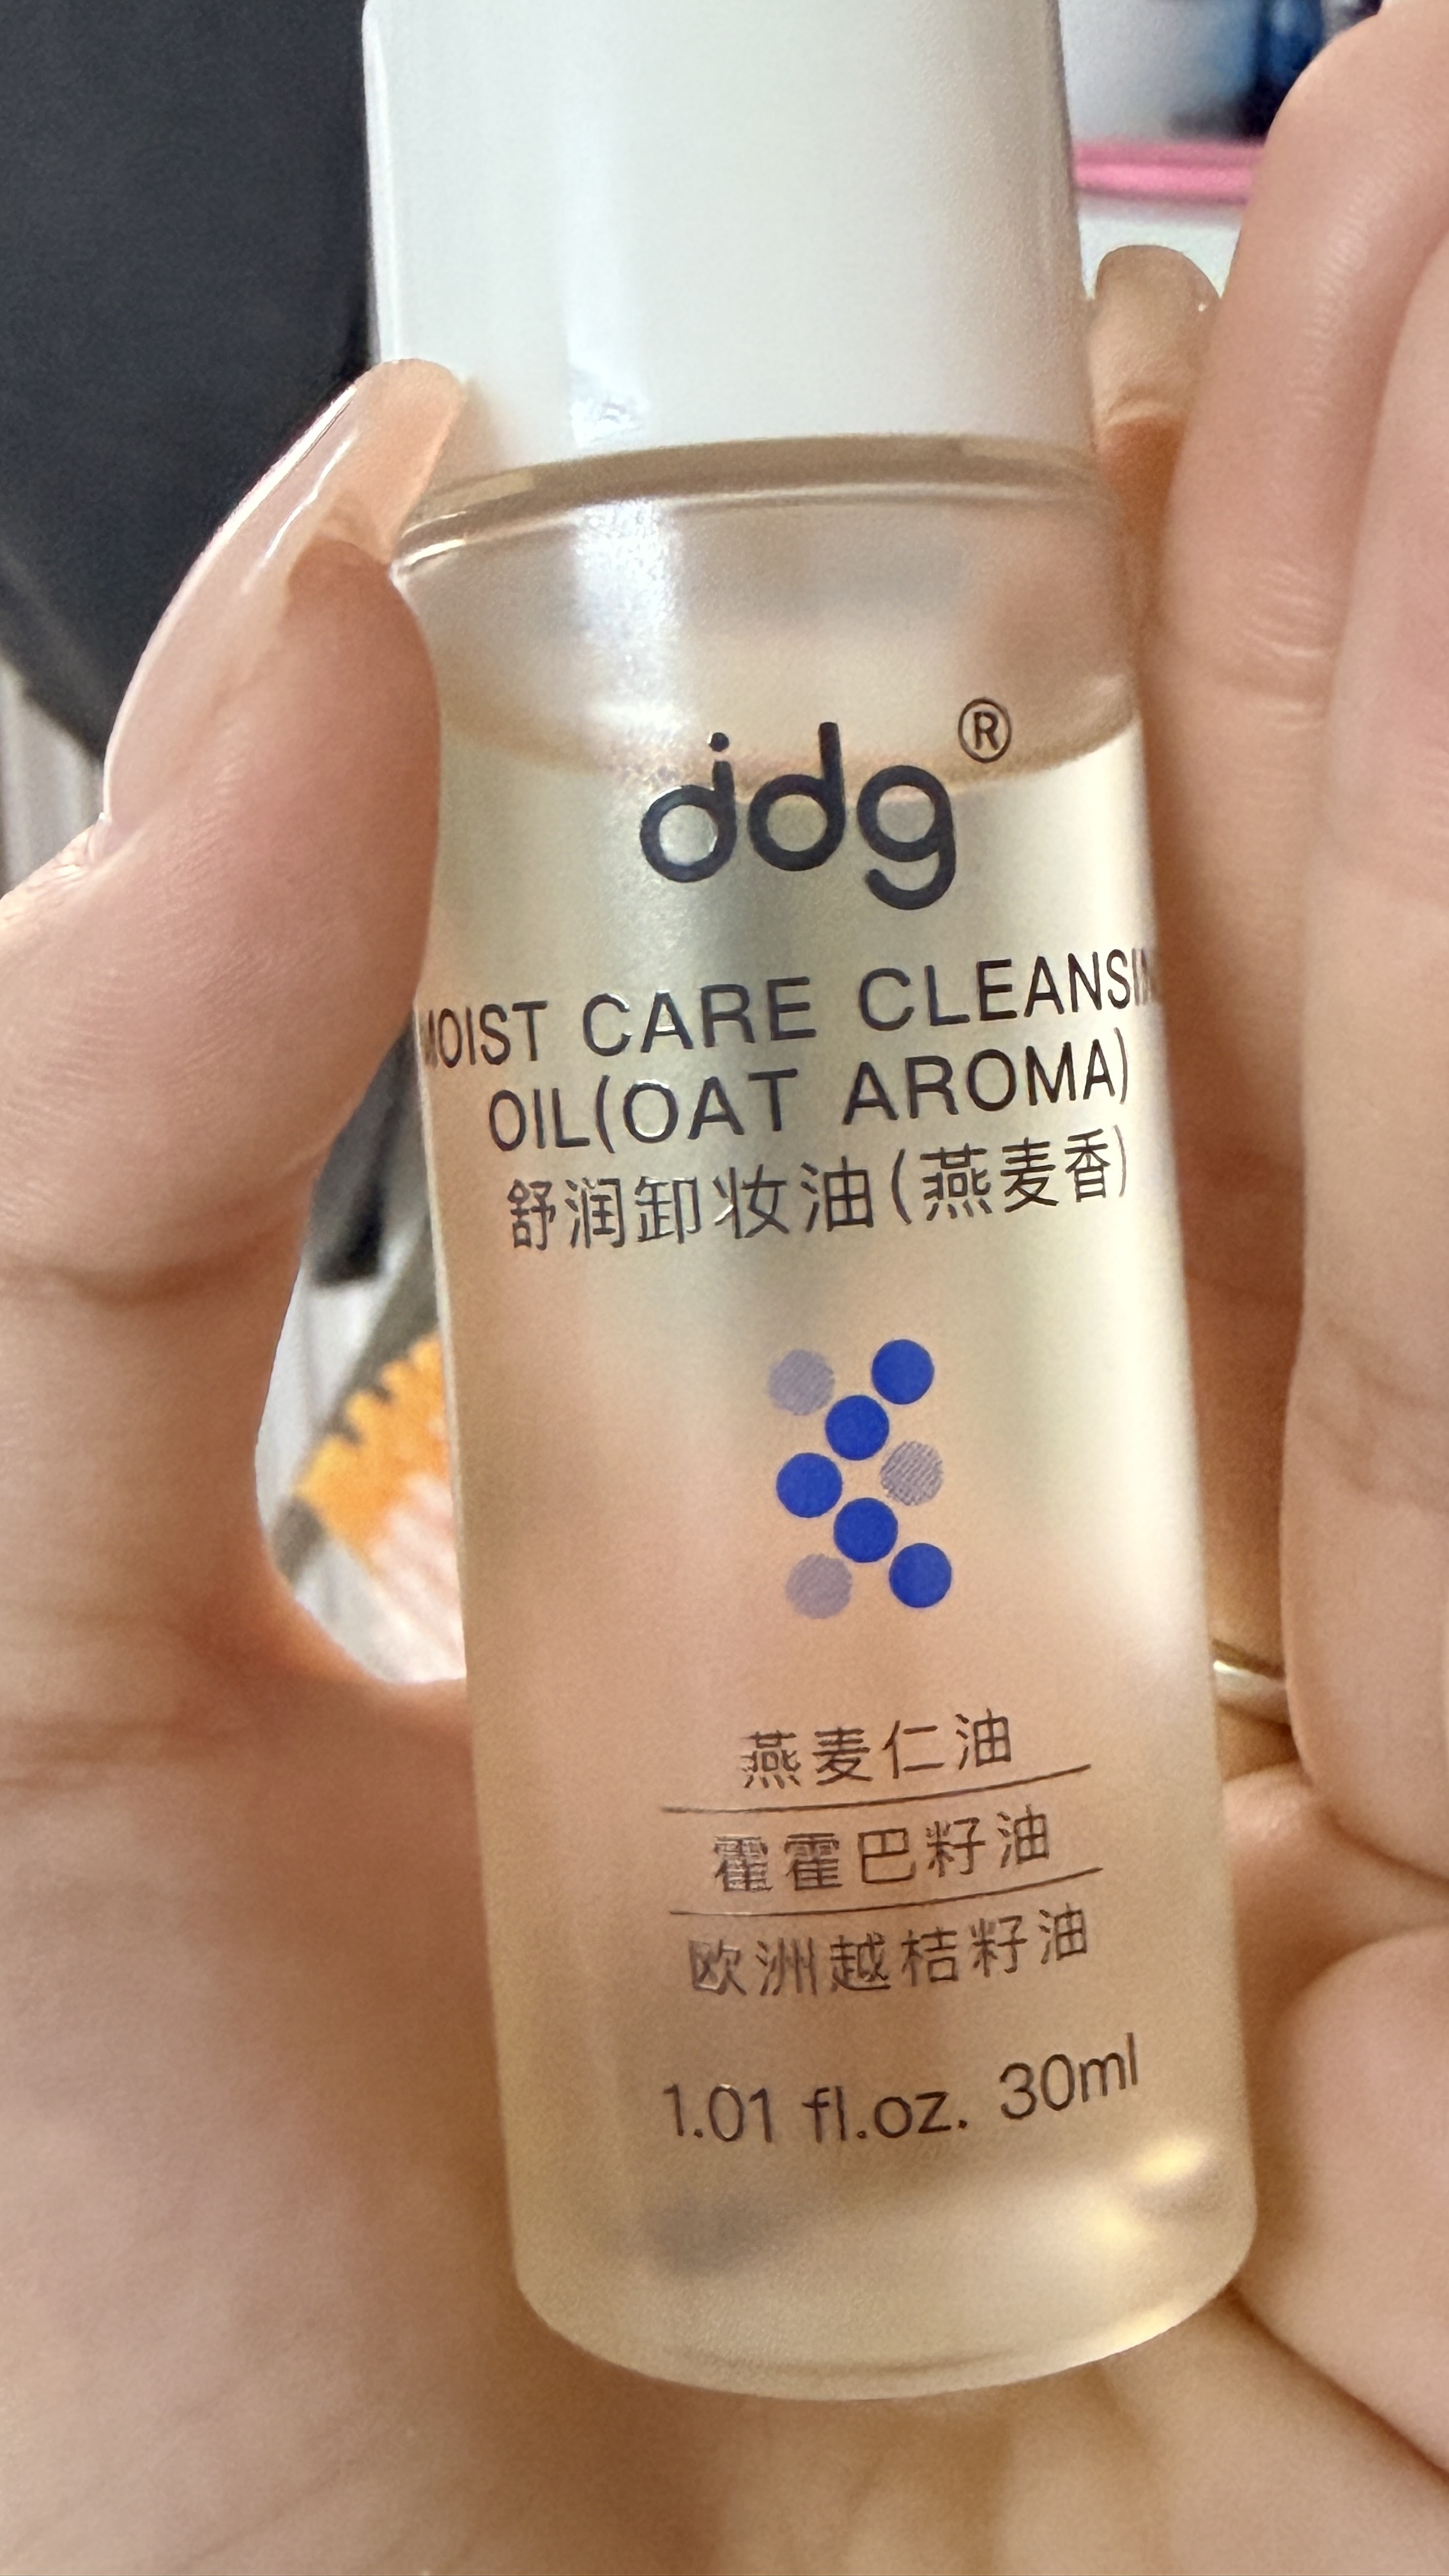 ddg®
MOIST CARE CLEANSIN
OIL(OAT AROMA)
舒润卸妆油(燕麦香)
燕麦仁油
霍霍巴籽油
欧洲越桔籽油
1.01 fl.oz. 30ml